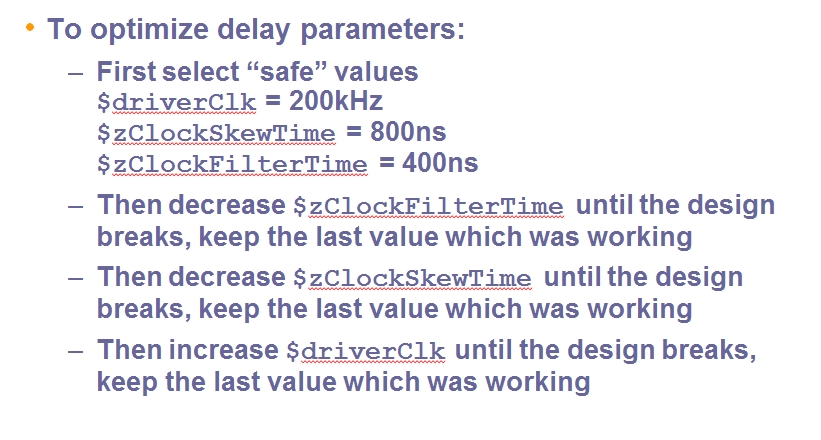 • To optimize delay parameters:
– First select “safe” values
$driverClk = 200kHz
$zClockSkewTime = 800ns
$zClockFilterTime = 400ns
– Then decrease $zClockFilterTime until the design
breaks, keep the last value which was working
– Then decrease $zClockSkewTime until the design
breaks, keep the last value which was working
– Then increase $driverClk until the design breaks,
keep the last value which was working